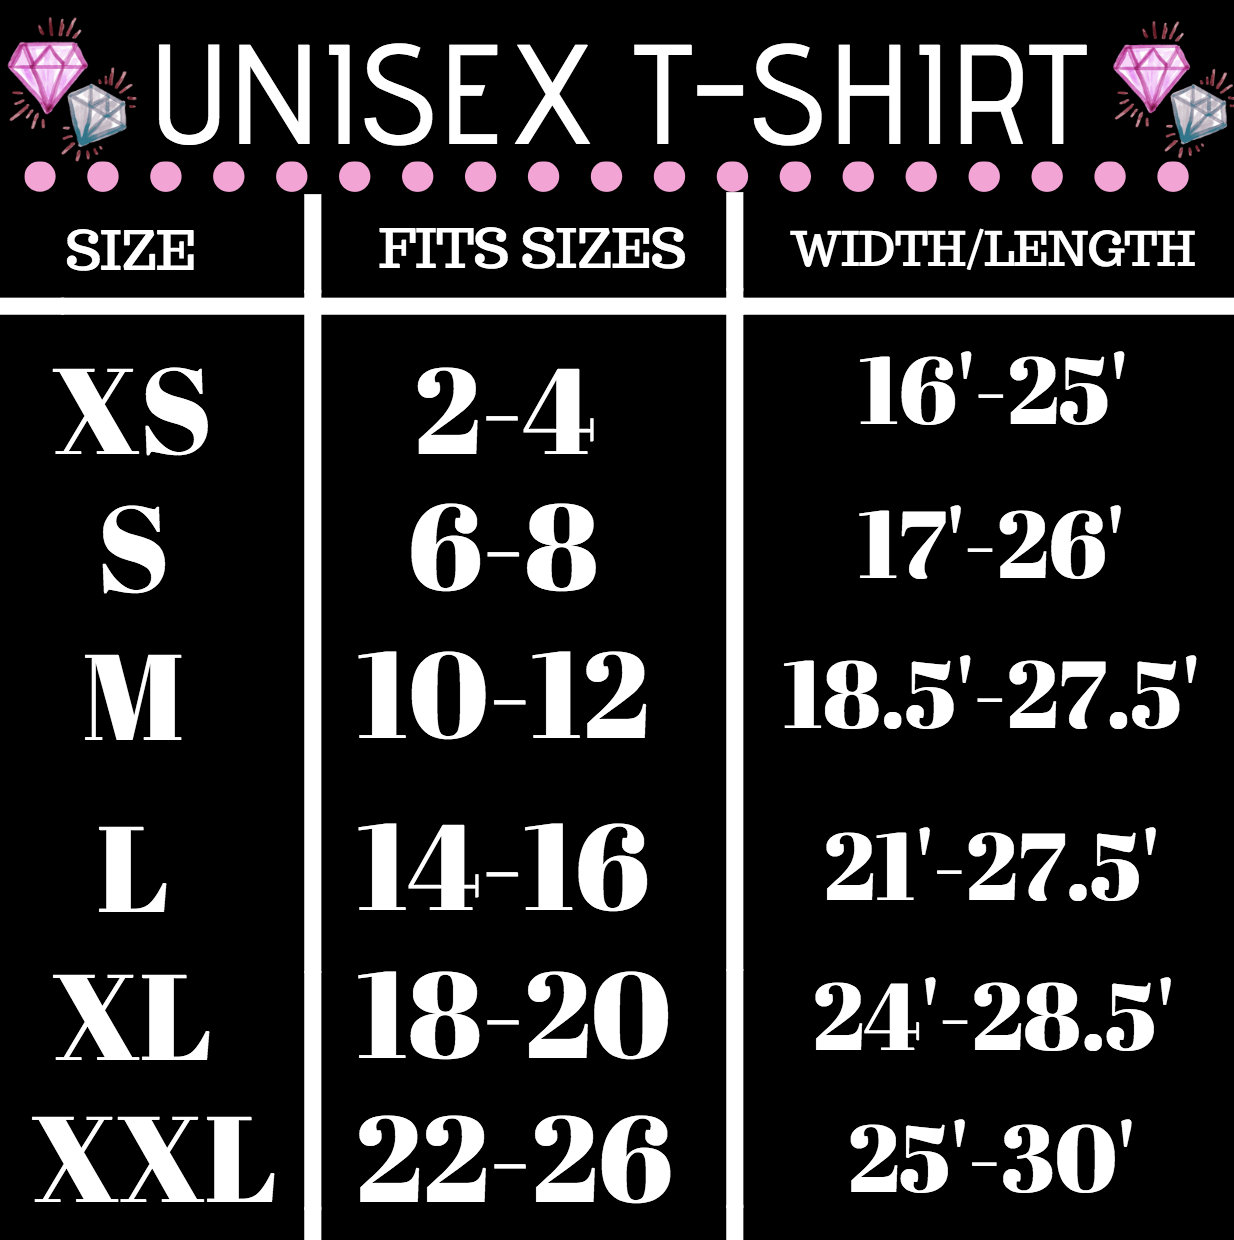 UNISEX T-SHIRT
SIZE FITS SIZES WIDTH/LENGTH
XS 2-4 16'-25'
S 6-8 17'-26'
M 10-12 18.5'-27.5'
L 14-16 21'-27.5'
XL 18-20 24'-28.5'
XXL 22-26 25'-30'